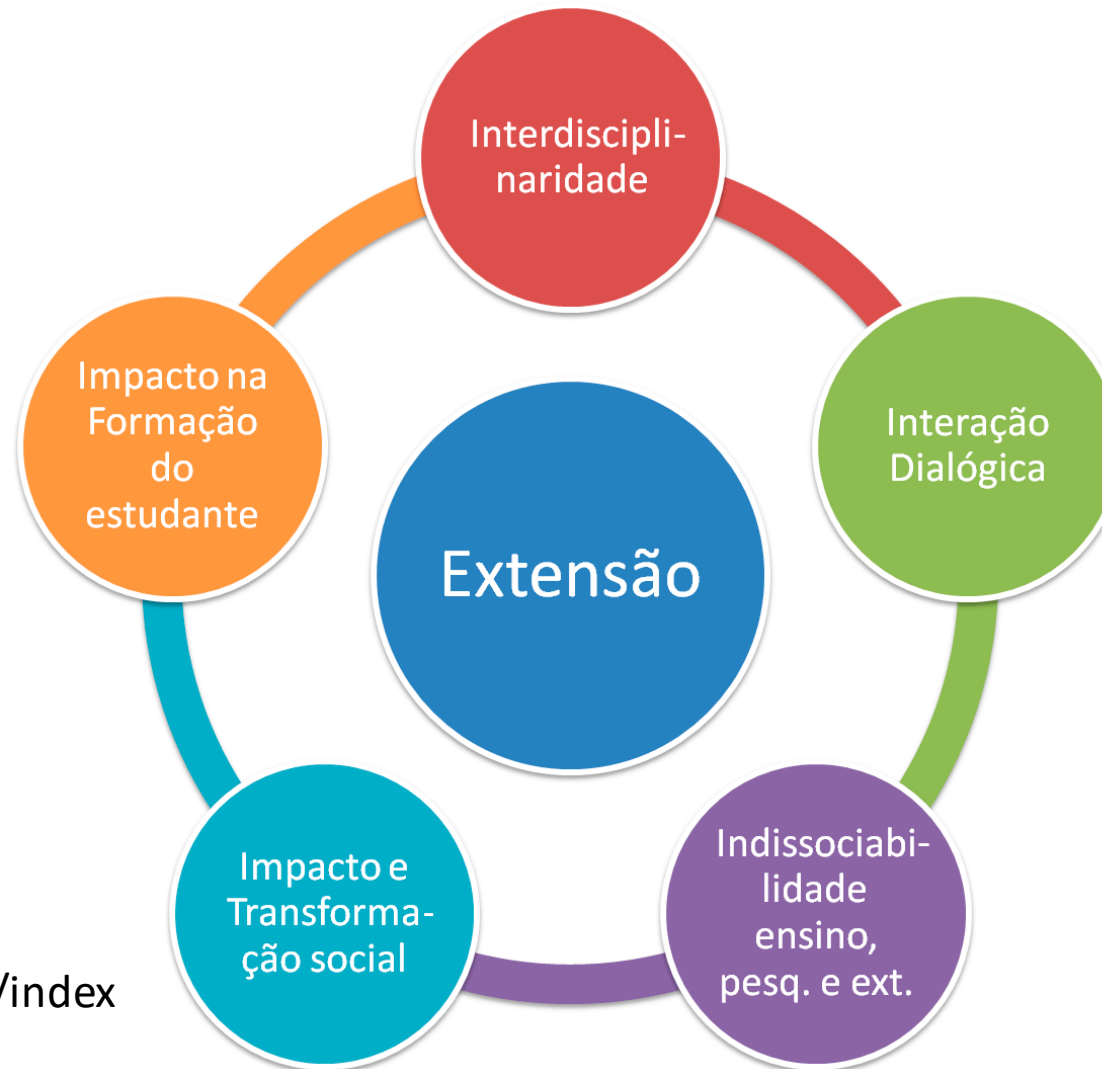 Interdiscipli-
naridade
Impacto na
Formação
do
estudante
Interação
Dialógica
Extensão
Impacto e
Transforma-
ção social
Indissociabi-
lidade
ensino,
pesq. e ext.
/index